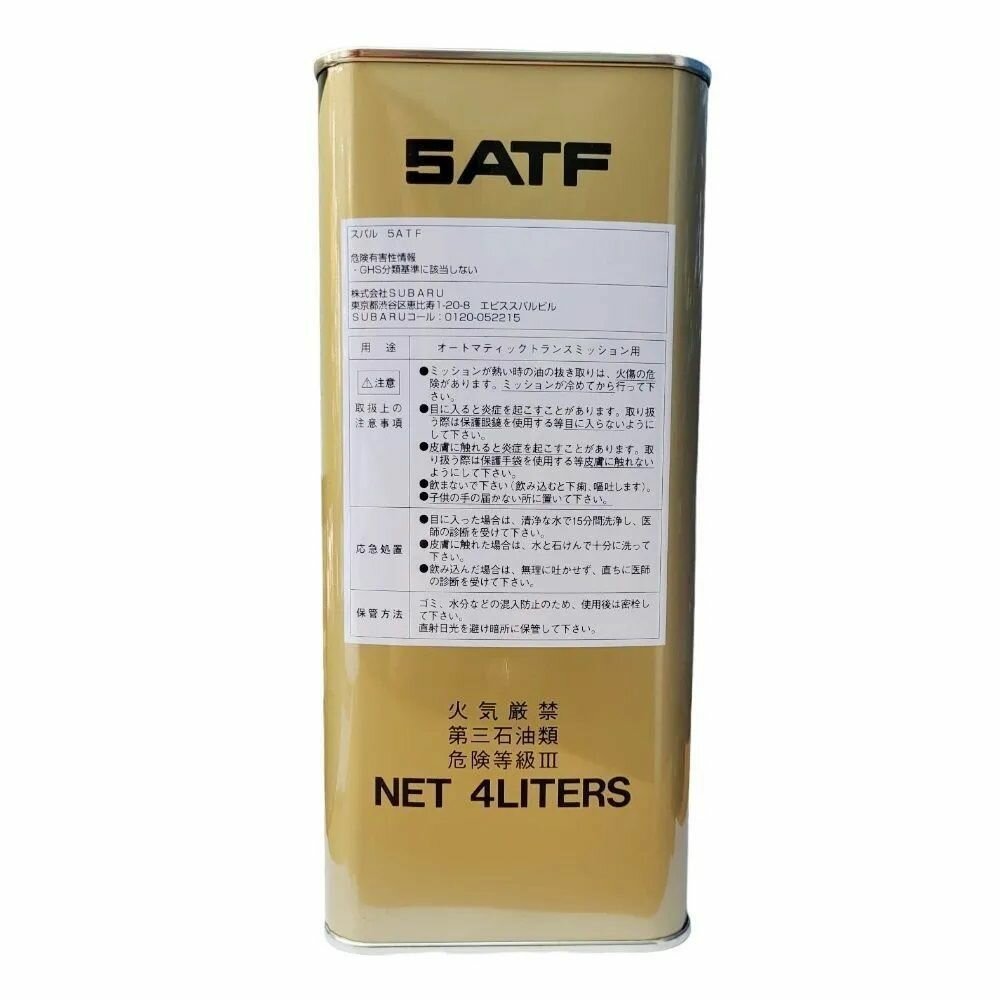 5ATF
スバル 5ATF
危険有害性情報
・GHS分類基準に該当しない
株式会社SUBARU
東京都渋谷区恵比寿1-20-8 エビススバルビル
SUBARUコール：0120-052215
用途 オートマティックトランスミッション用
⚠注意
取扱上の
注意事項
●ミッションが熱い時の油の抜き取りは、火傷の危
険があります。ミッションが冷めてから行って下
さい。
●目に入ると炎症を起こすことがあります。取り扱
う際は保護眼鏡を使用する等目に入らないように
して下さい。
●皮膚に触れると炎症を起こすことがあります。取
り扱う際は保護手袋を使用する等皮膚に触れない
ようにして下さい。
●飲まないで下さい（飲み込むと下痢、嘔吐します）。
●子供の手の届かない所に置いて下さい。
応急処置
●目に入った場合は、清浄な水で15分間洗浄し、医
師の診断を受けて下さい。
●皮膚に触れた場合は、水と石けんで十分に洗って
下さい。
●飲み込んだ場合は、無理に吐かせず、直ちに医師
の診断を受けて下さい。
保管方法
ゴミ、水分などの混入防止のため、使用後は密栓し
て下さい。
直射日光を避け暗所に保管して下さい。
火気厳禁
第三石油類
危険等級III
NET 4LITERS